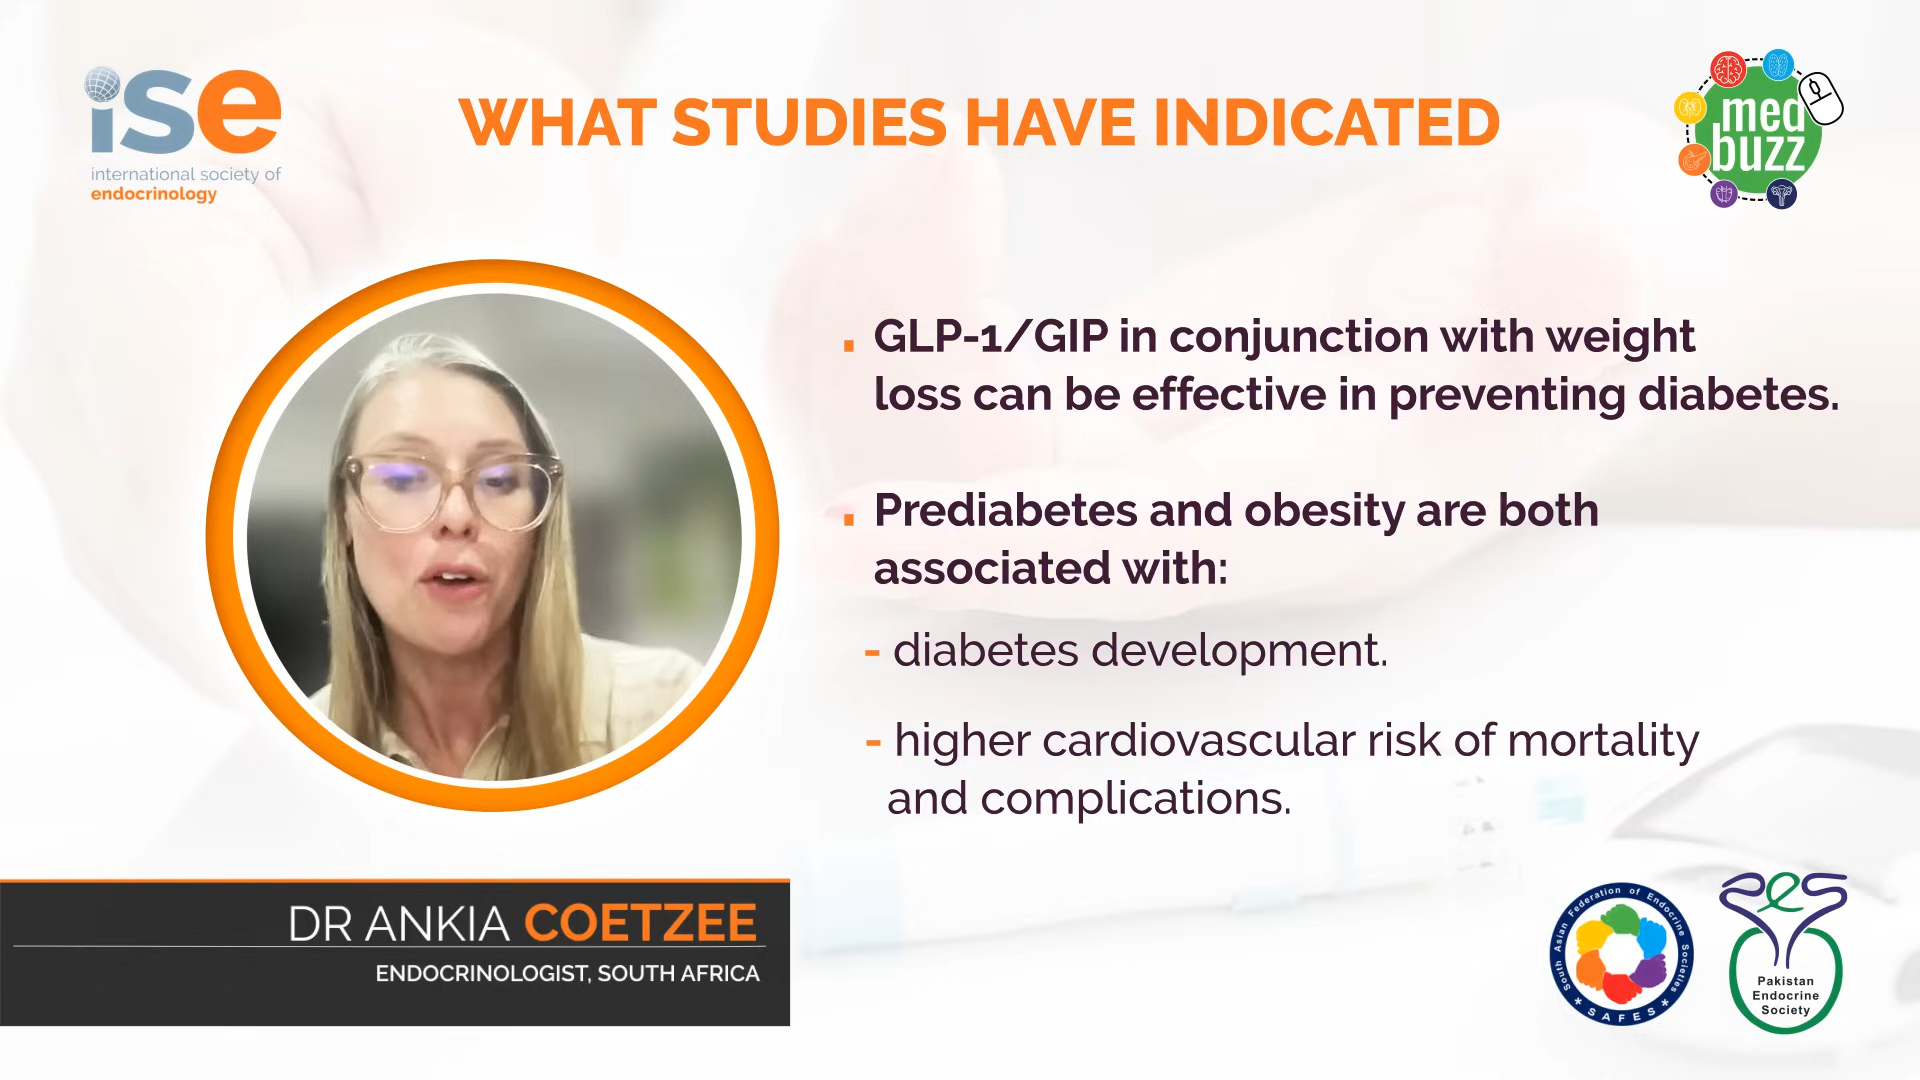 ise
international society of
endocrinology
WHAT STUDIES HAVE INDICATED
med
buzz
. GLP-1/GIP in conjunction with weight
loss can be effective in preventing diabetes.
. Prediabetes and obesity are both
associated with:
- diabetes development.
- higher cardiovascular risk of mortality
and complications.
DR ANKIA COETZEE
ENDOCRINOLOGIST, SOUTH AFRICA
South Asian Federation of Endocrine Societies
★ SAFES ★
PES
Pakistan
Endocrine
Society